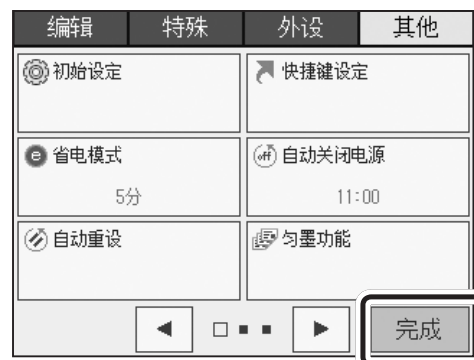 编辑 特殊 外设 其他
初始设定 快捷键设定
省电模式 off 自动关闭电源
5分 11:00
自动重设 匀墨功能
完成